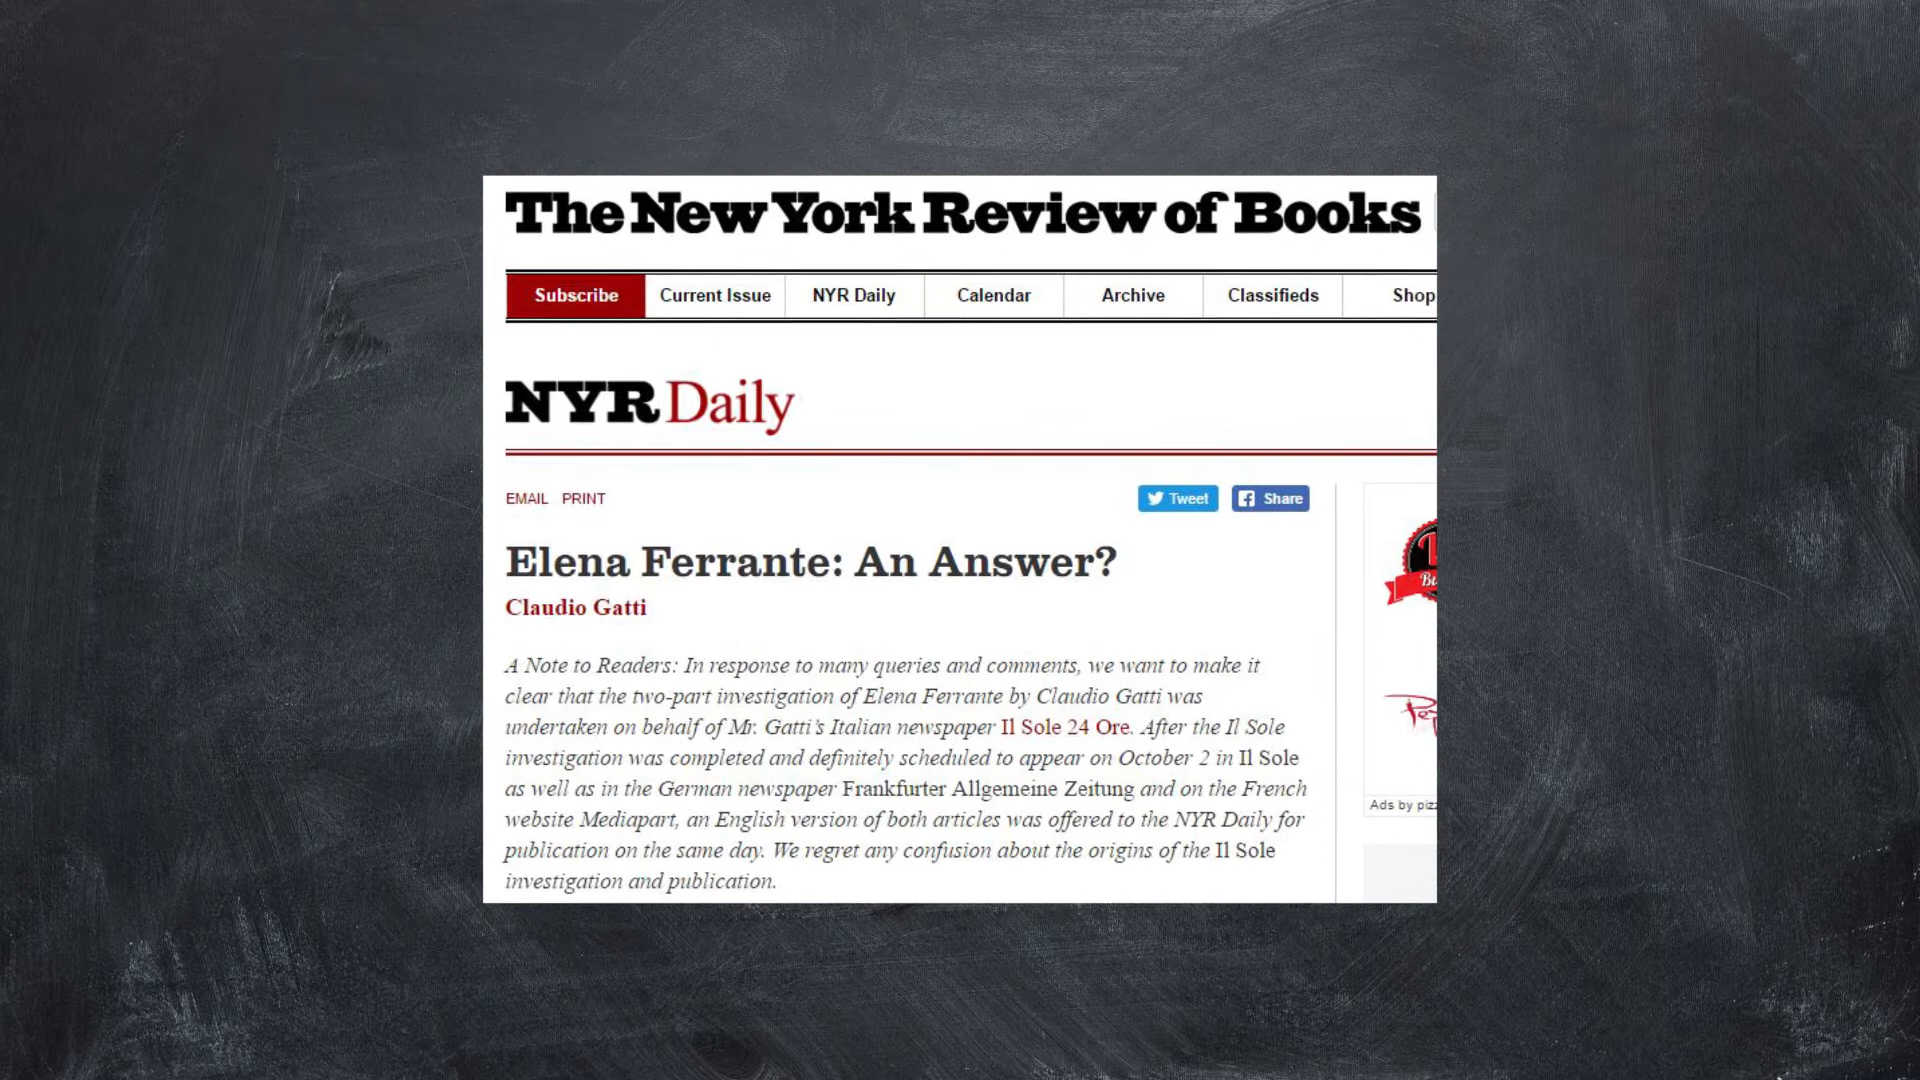 The New York Review of Books
Subscribe Current Issue NYR Daily Calendar Archive Classifieds Shop
NYR Daily
EMAIL PRINT Tweet Share
Elena Ferrante: An Answer?
Claudio Gatti
A Note to Readers: In response to many queries and comments, we want to make it
clear that the two-part investigation of Elena Ferrante by Claudio Gatti was
undertaken on behalf of Mr. Gatti's Italian newspaper Il Sole 24 Ore. After the Il Sole
investigation was completed and definitely scheduled to appear on October 2 in Il Sole
as well as in the German newspaper Frankfurter Allgemeine Zeitung and on the French
website Mediapart, an English version of both articles was offered to the NYR Daily for
publication on the same day. We regret any confusion about the origins of the Il Sole
investigation and publication.
Ads by